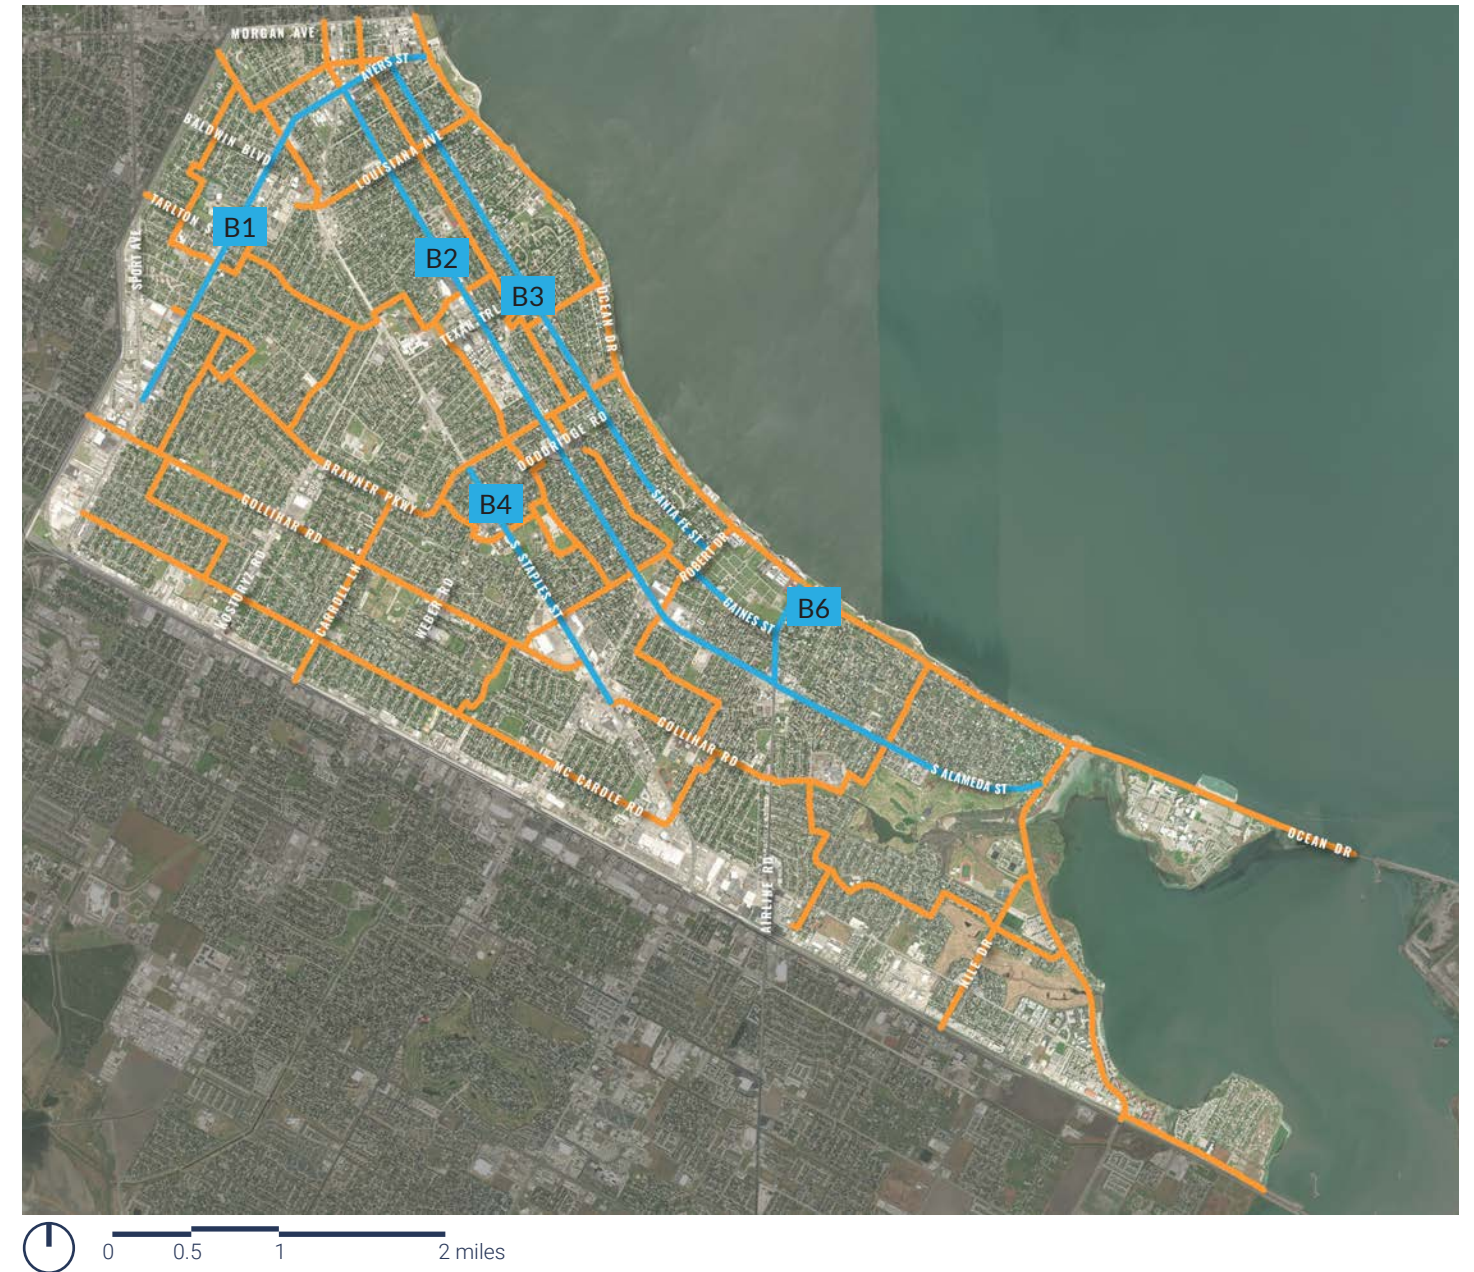 MORGAN AVE
AYERS ST
BALDWIN BLVD
LOUISIANA AVE
TARLTON S
B1
SPORT AVE
B2
B3
TEXAN TRL
OCEAN DR
DODDRIDGE RD
BRAWNER PKWY
B4
GOLLIHAR RD
SANTA FE ST
S STAPLES ST
ROBERT DR
KOSTORYZ RD
CARROLL LN
WEBER RD
GAINES ST
B6
GOLLIHAR RD
S ALAMEDA ST
MC CARDLE RD
OCEAN DR
AIRLINE RD
NILE DR
0 0.5 1 2 miles